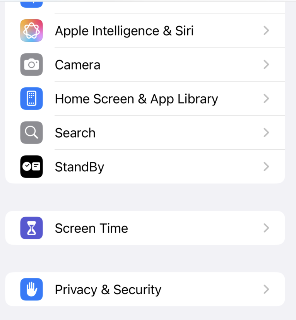 Apple Intelligence & Siri
Camera
Home Screen & App Library
Search
StandBy
Screen Time
Privacy & Security